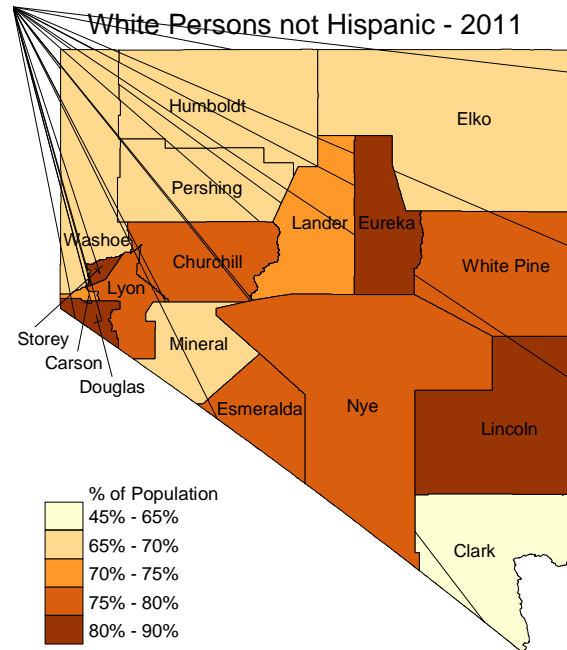 White Persons not Hispanic - 2011
Humboldt
Elko
Pershing
Lander
Eureka
Washoe
Churchill
White Pine
Lyon
Storey
Mineral
Carson
Douglas
Esmeralda
Nye
Lincoln
Clark
% of Population
45% - 65%
65% - 70%
70% - 75%
75% - 80%
80% - 90%